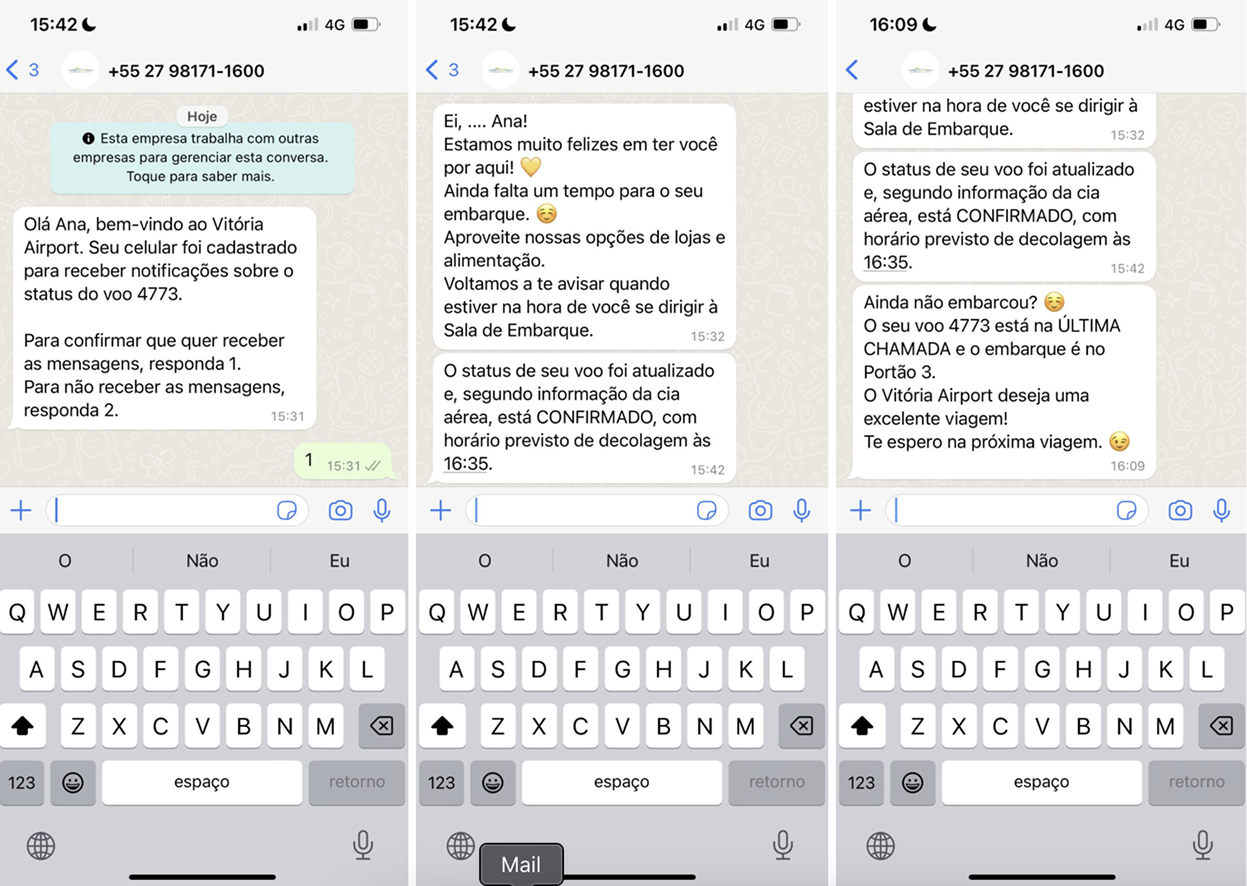 15:42
4G
3
+55 27 98171-1600
Hoje
Esta empresa trabalha com outras
empresas para gerenciar esta conversa.
Toque para saber mais.
Olá Ana, bem-vindo ao Vitória
Airport. Seu celular foi cadastrado
para receber notificações sobre o
status do voo 4773.
Para confirmar que quer receber
as mensagens, responda 1.
Para não receber as mensagens,
responda 2.
15:31
1 15:31
O Não Eu
Q W E R T Y U I O P
A S D F G H J K L
Z X C V B N M
123 espaço retorno
15:42
4G
3
+55 27 98171-1600
Ei, .... Ana!
Estamos muito felizes em ter você
por aqui! 💛
Ainda falta um tempo para o seu
embarque. ☺️
Aproveite nossas opções de lojas e
alimentação.
Voltamos a te avisar quando
estiver na hora de você se dirigir à
Sala de Embarque.
15:32
O status de seu voo foi atualizado
e, segundo informação da cia
aérea, está CONFIRMADO, com
horário previsto de decolagem às
16:35.
15:42
O Não Eu
Q W E R T Y U I O P
A S D F G H J K L
Z X C V B N M
123 espaço retorno
Mail
16:09
4G
+55 27 98171-1600
estiver na hora de você se dirigir à
Sala de Embarque.
15:32
O status de seu voo foi atualizado
e, segundo informação da cia
aérea, está CONFIRMADO, com
horário previsto de decolagem às
16:35.
15:42
Ainda não embarcou? ☺️
O seu voo 4773 está na ÚLTIMA
CHAMADA e o embarque é no
Portão 3.
O Vitória Airport deseja uma
excelente viagem!
Te espero na próxima viagem. 😉
16:09
O Não Eu
Q W E R T Y U I O P
A S D F G H J K L
Z X C V B N M
123 espaço retorno